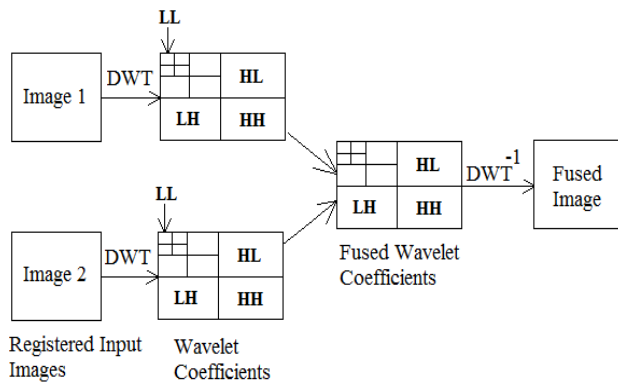 LL
Image 1
DWT
HL
LH
HH
LL
Image 2
DWT
HL
LH
HH
HL
LH
HH
DWT-1
Fused
Image
Fused Wavelet
Coefficients
Registered Input
Images
Wavelet
Coefficients